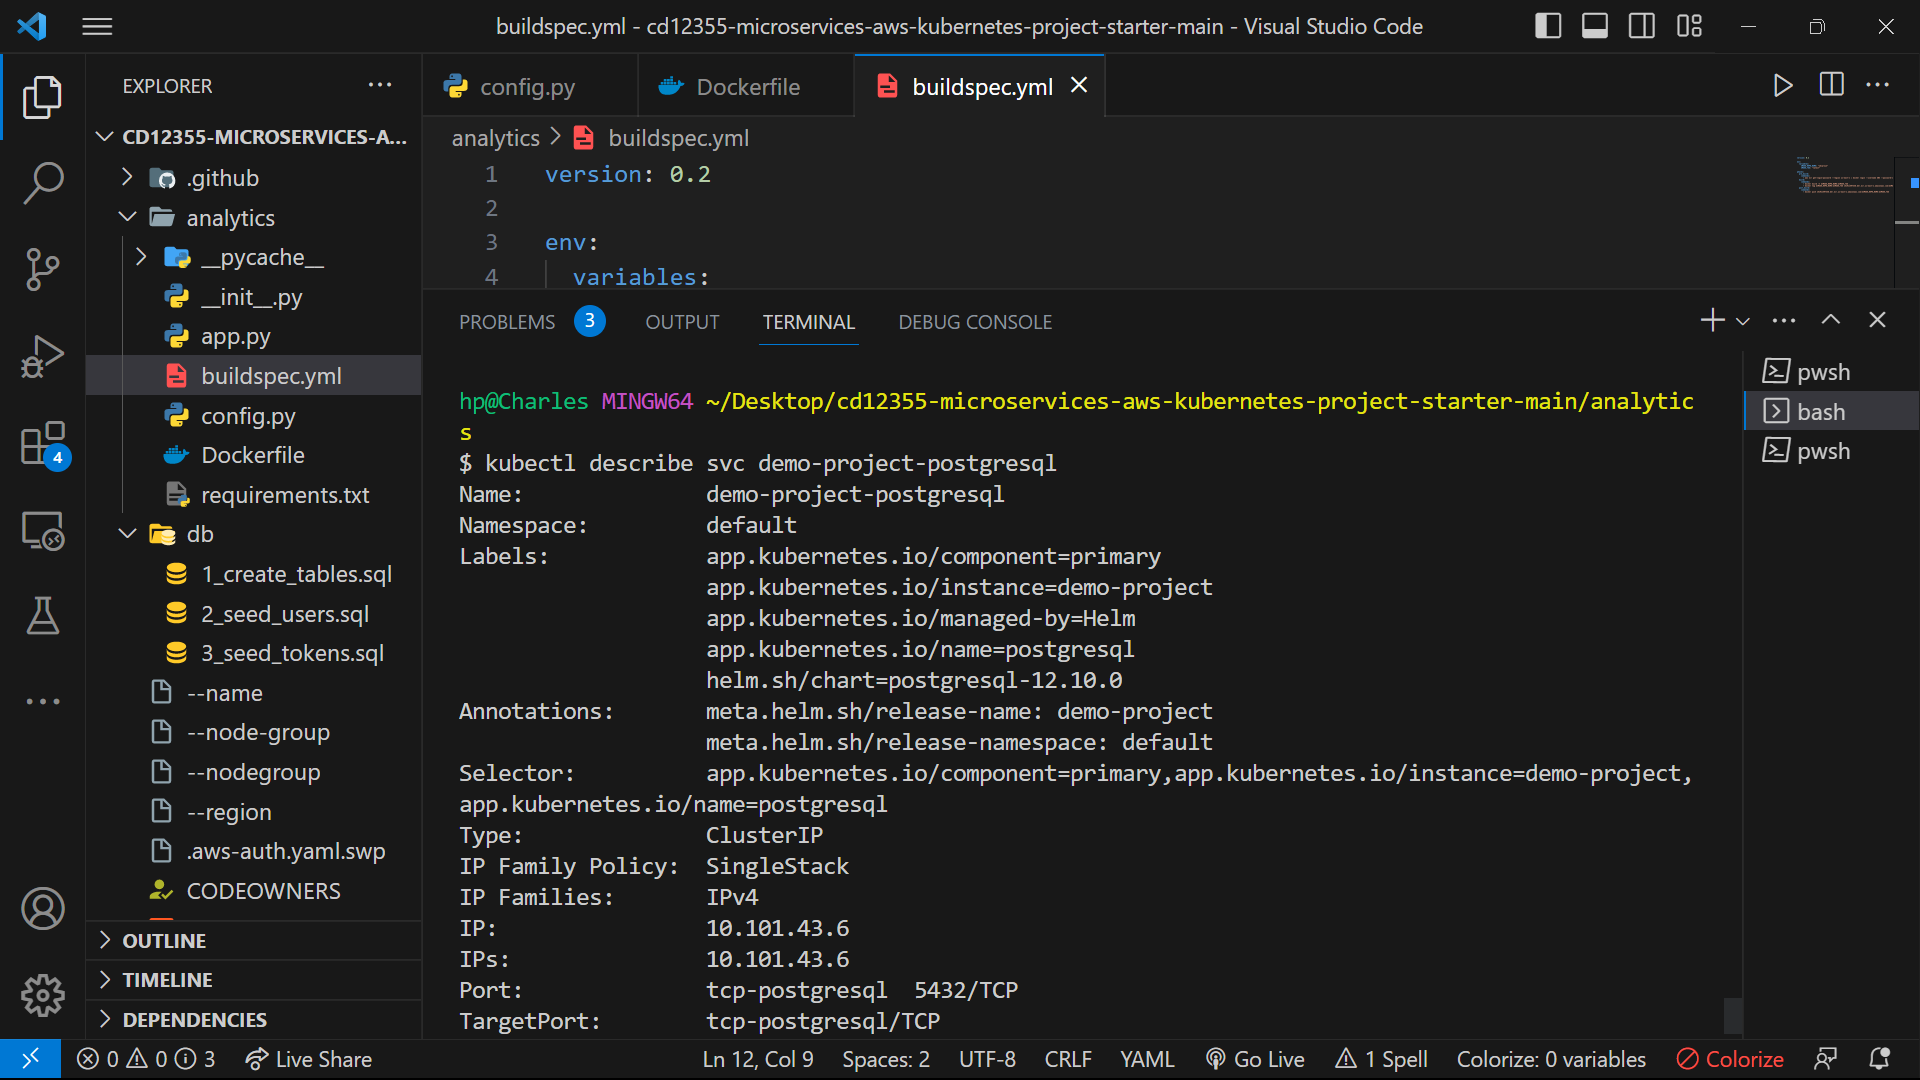 buildspec.yml - cd12355-microservices-aws-kubernetes-project-starter-main - Visual Studio Code
EXPLORER
CD12355-MICROSERVICES-A...
.github
analytics
__pycache__
__init__.py
app.py
buildspec.yml
config.py
Dockerfile
requirements.txt
db
1_create_tables.sql
2_seed_users.sql
3_seed_tokens.sql
--name
--node-group
--nodegroup
--region
.aws-auth.yaml.swp
CODEOWNERS
OUTLINE
TIMELINE
DEPENDENCIES
4
config.py
Dockerfile
buildspec.yml
analytics > buildspec.yml
1 version: 0.2
2
3 env:
4 variables:
PROBLEMS 3 OUTPUT TERMINAL DEBUG CONSOLE
hp@Charles MINGW64 ~/Desktop/cd12355-microservices-aws-kubernetes-project-starter-main/analytic
s
$ kubectl describe svc demo-project-postgresql
Name: demo-project-postgresql
Namespace: default
Labels: app.kubernetes.io/component=primary
app.kubernetes.io/instance=demo-project
app.kubernetes.io/managed-by=Helm
app.kubernetes.io/name=postgresql
helm.sh/chart=postgresql-12.10.0
Annotations: meta.helm.sh/release-name: demo-project
meta.helm.sh/release-namespace: default
Selector: app.kubernetes.io/component=primary,app.kubernetes.io/instance=demo-project,
app.kubernetes.io/name=postgresql
Type: ClusterIP
IP Family Policy: SingleStack
IP Families: IPv4
IP: 10.101.43.6
IPs: 10.101.43.6
Port: tcp-postgresql 5432/TCP
TargetPort: tcp-postgresql/TCP
pwsh
bash
pwsh
0 0 3 Live Share Ln 12, Col 9 Spaces: 2 UTF-8 CRLF YAML Go Live 1 Spell Colorize: 0 variables Colorize